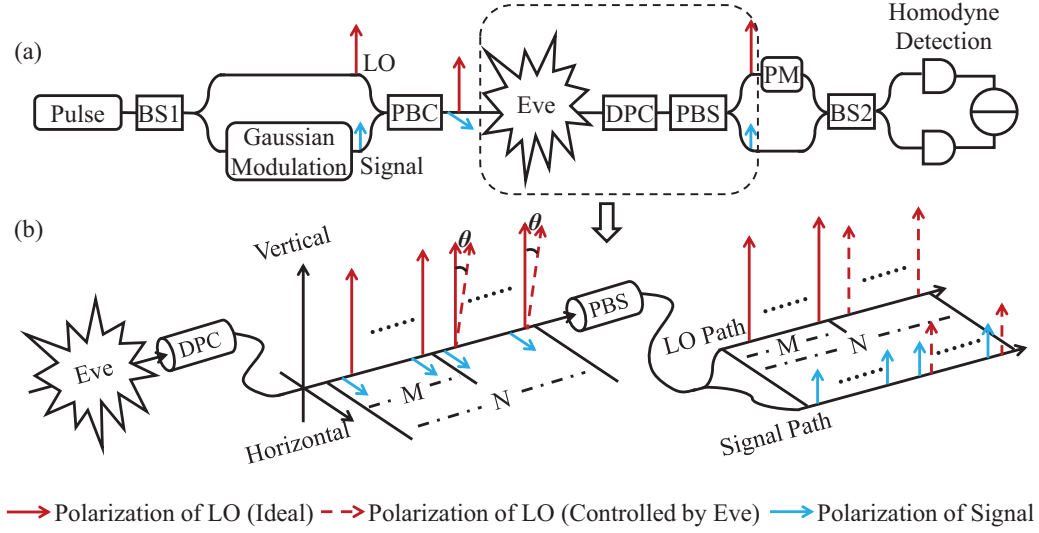 (a)
LO
Homodyne
Detection
Pulse
BS1
Gaussian
Modulation
Signal
PBC
Eve
DPC
PBS
PM
BS2
(b)
Vertical
θ
θ
Eve
DPC
Horizontal
M
N
PBS
LO Path
M
N
Signal Path
Polarization of LO (Ideal)
Polarization of LO (Controlled by Eve)
Polarization of Signal